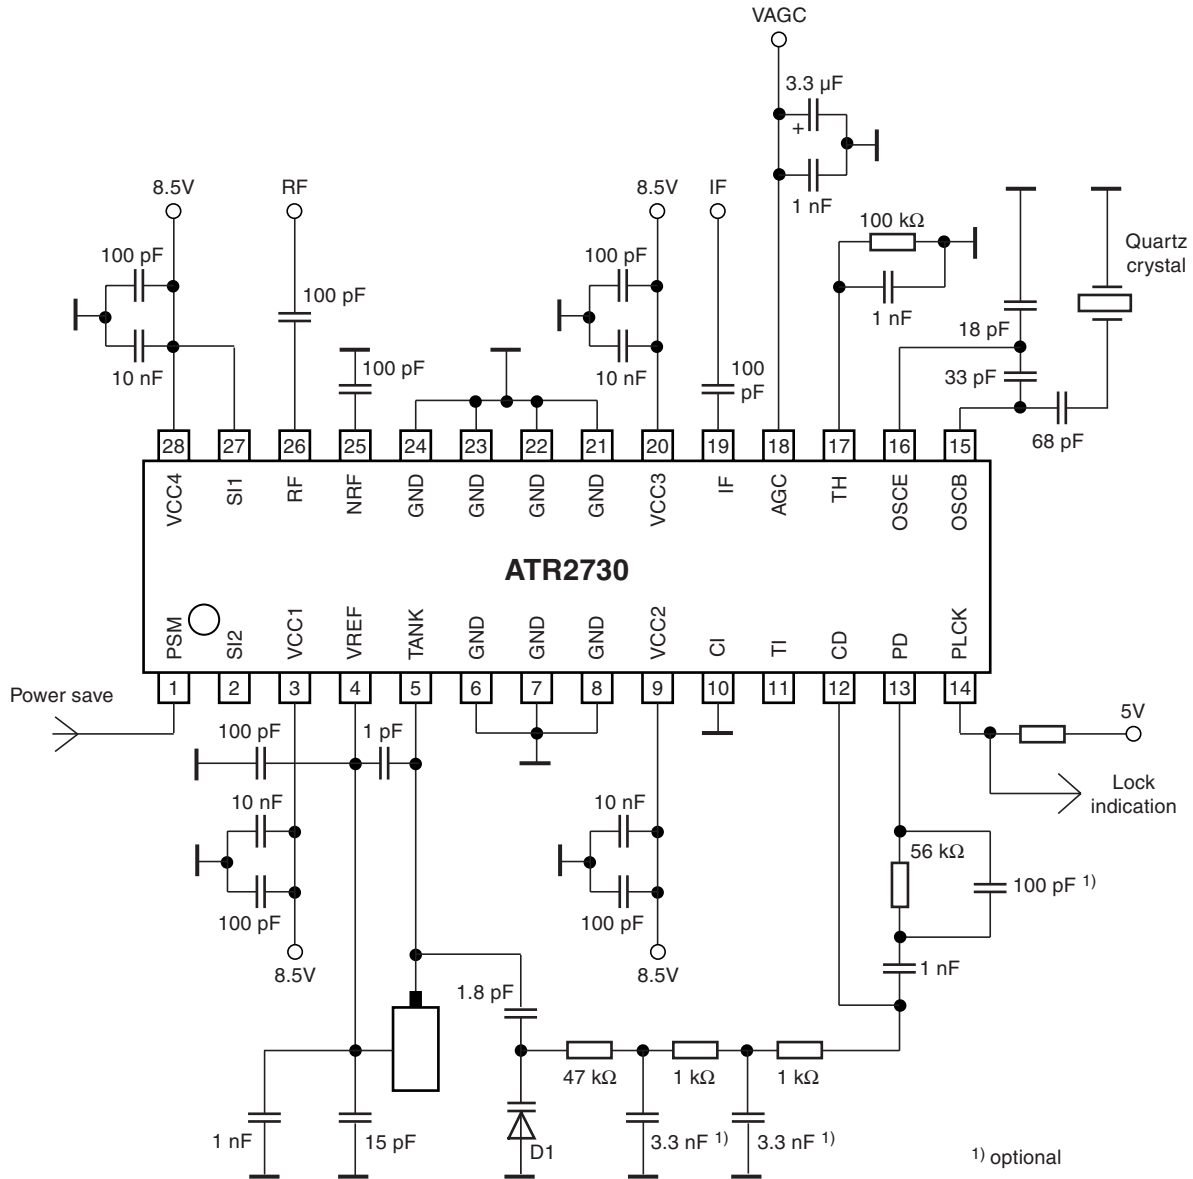 VAGC
3.3 µF
+
1 nF
8.5V
RF
8.5V
IF
100 kΩ
1 nF
Quartz
crystal
100 pF
10 nF
100 pF
100 pF
100 pF
10 nF
100
pF
18 pF
33 pF
68 pF
28 27 26 25 24 23 22 21 20 19 18 17 16 15
VCC4 SI1 RF NRF GND GND GND GND VCC3 IF AGC TH OSCE OSCB
ATR2730
PSM SI2 VCC1 VREF TANK GND GND GND VCC2 CI TI CD PD PLCK
1 2 3 4 5 6 7 8 9 10 11 12 13 14
Power save
100 pF
1 pF
5V
Lock
indication
10 nF
100 pF
8.5V
10 nF
100 pF
8.5V
56 kΩ
100 pF 1)
1 nF
1.8 pF
47 kΩ
1 kΩ
1 kΩ
1 nF
15 pF
D1
3.3 nF 1)
3.3 nF 1)
1) optional